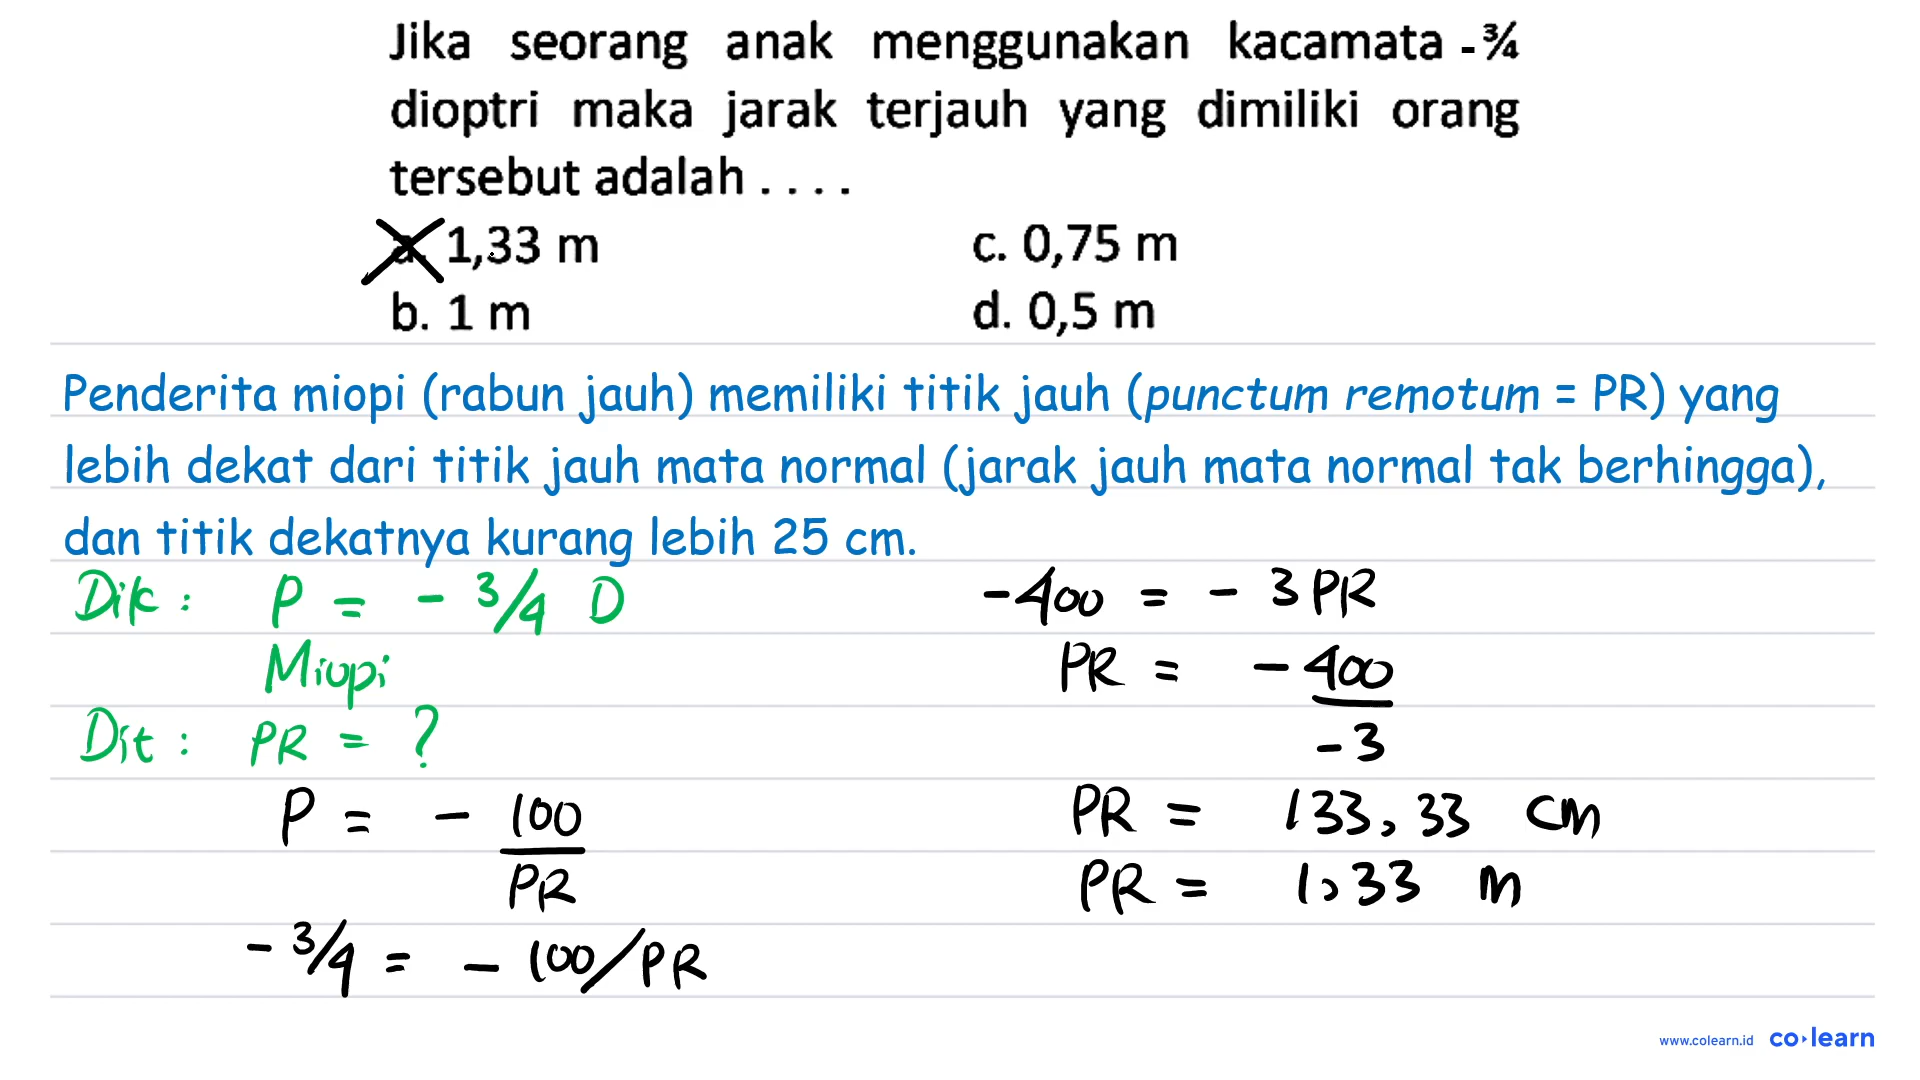 Jika seorang anak menggunakan kacamata -¾
dioptri maka jarak terjauh yang dimiliki orang
tersebut adalah . . . .
a. 1,33 m
c. 0,75 m
b. 1 m
d. 0,5 m
Penderita miopi (rabun jauh) memiliki titik jauh (punctum remotum = PR) yang
lebih dekat dari titik jauh mata normal (jarak jauh mata normal tak berhingga),
dan titik dekatnya kurang lebih 25 cm.
Dik : P = - 3/4 D
Miopi
Dit : PR = ?
P = - 100
PR
- 3/4 = - 100/PR
-400 = - 3 PR
PR = - 400
- 3
PR = 133,33 cm
PR = 1,33 m
www.colearn.id co learn